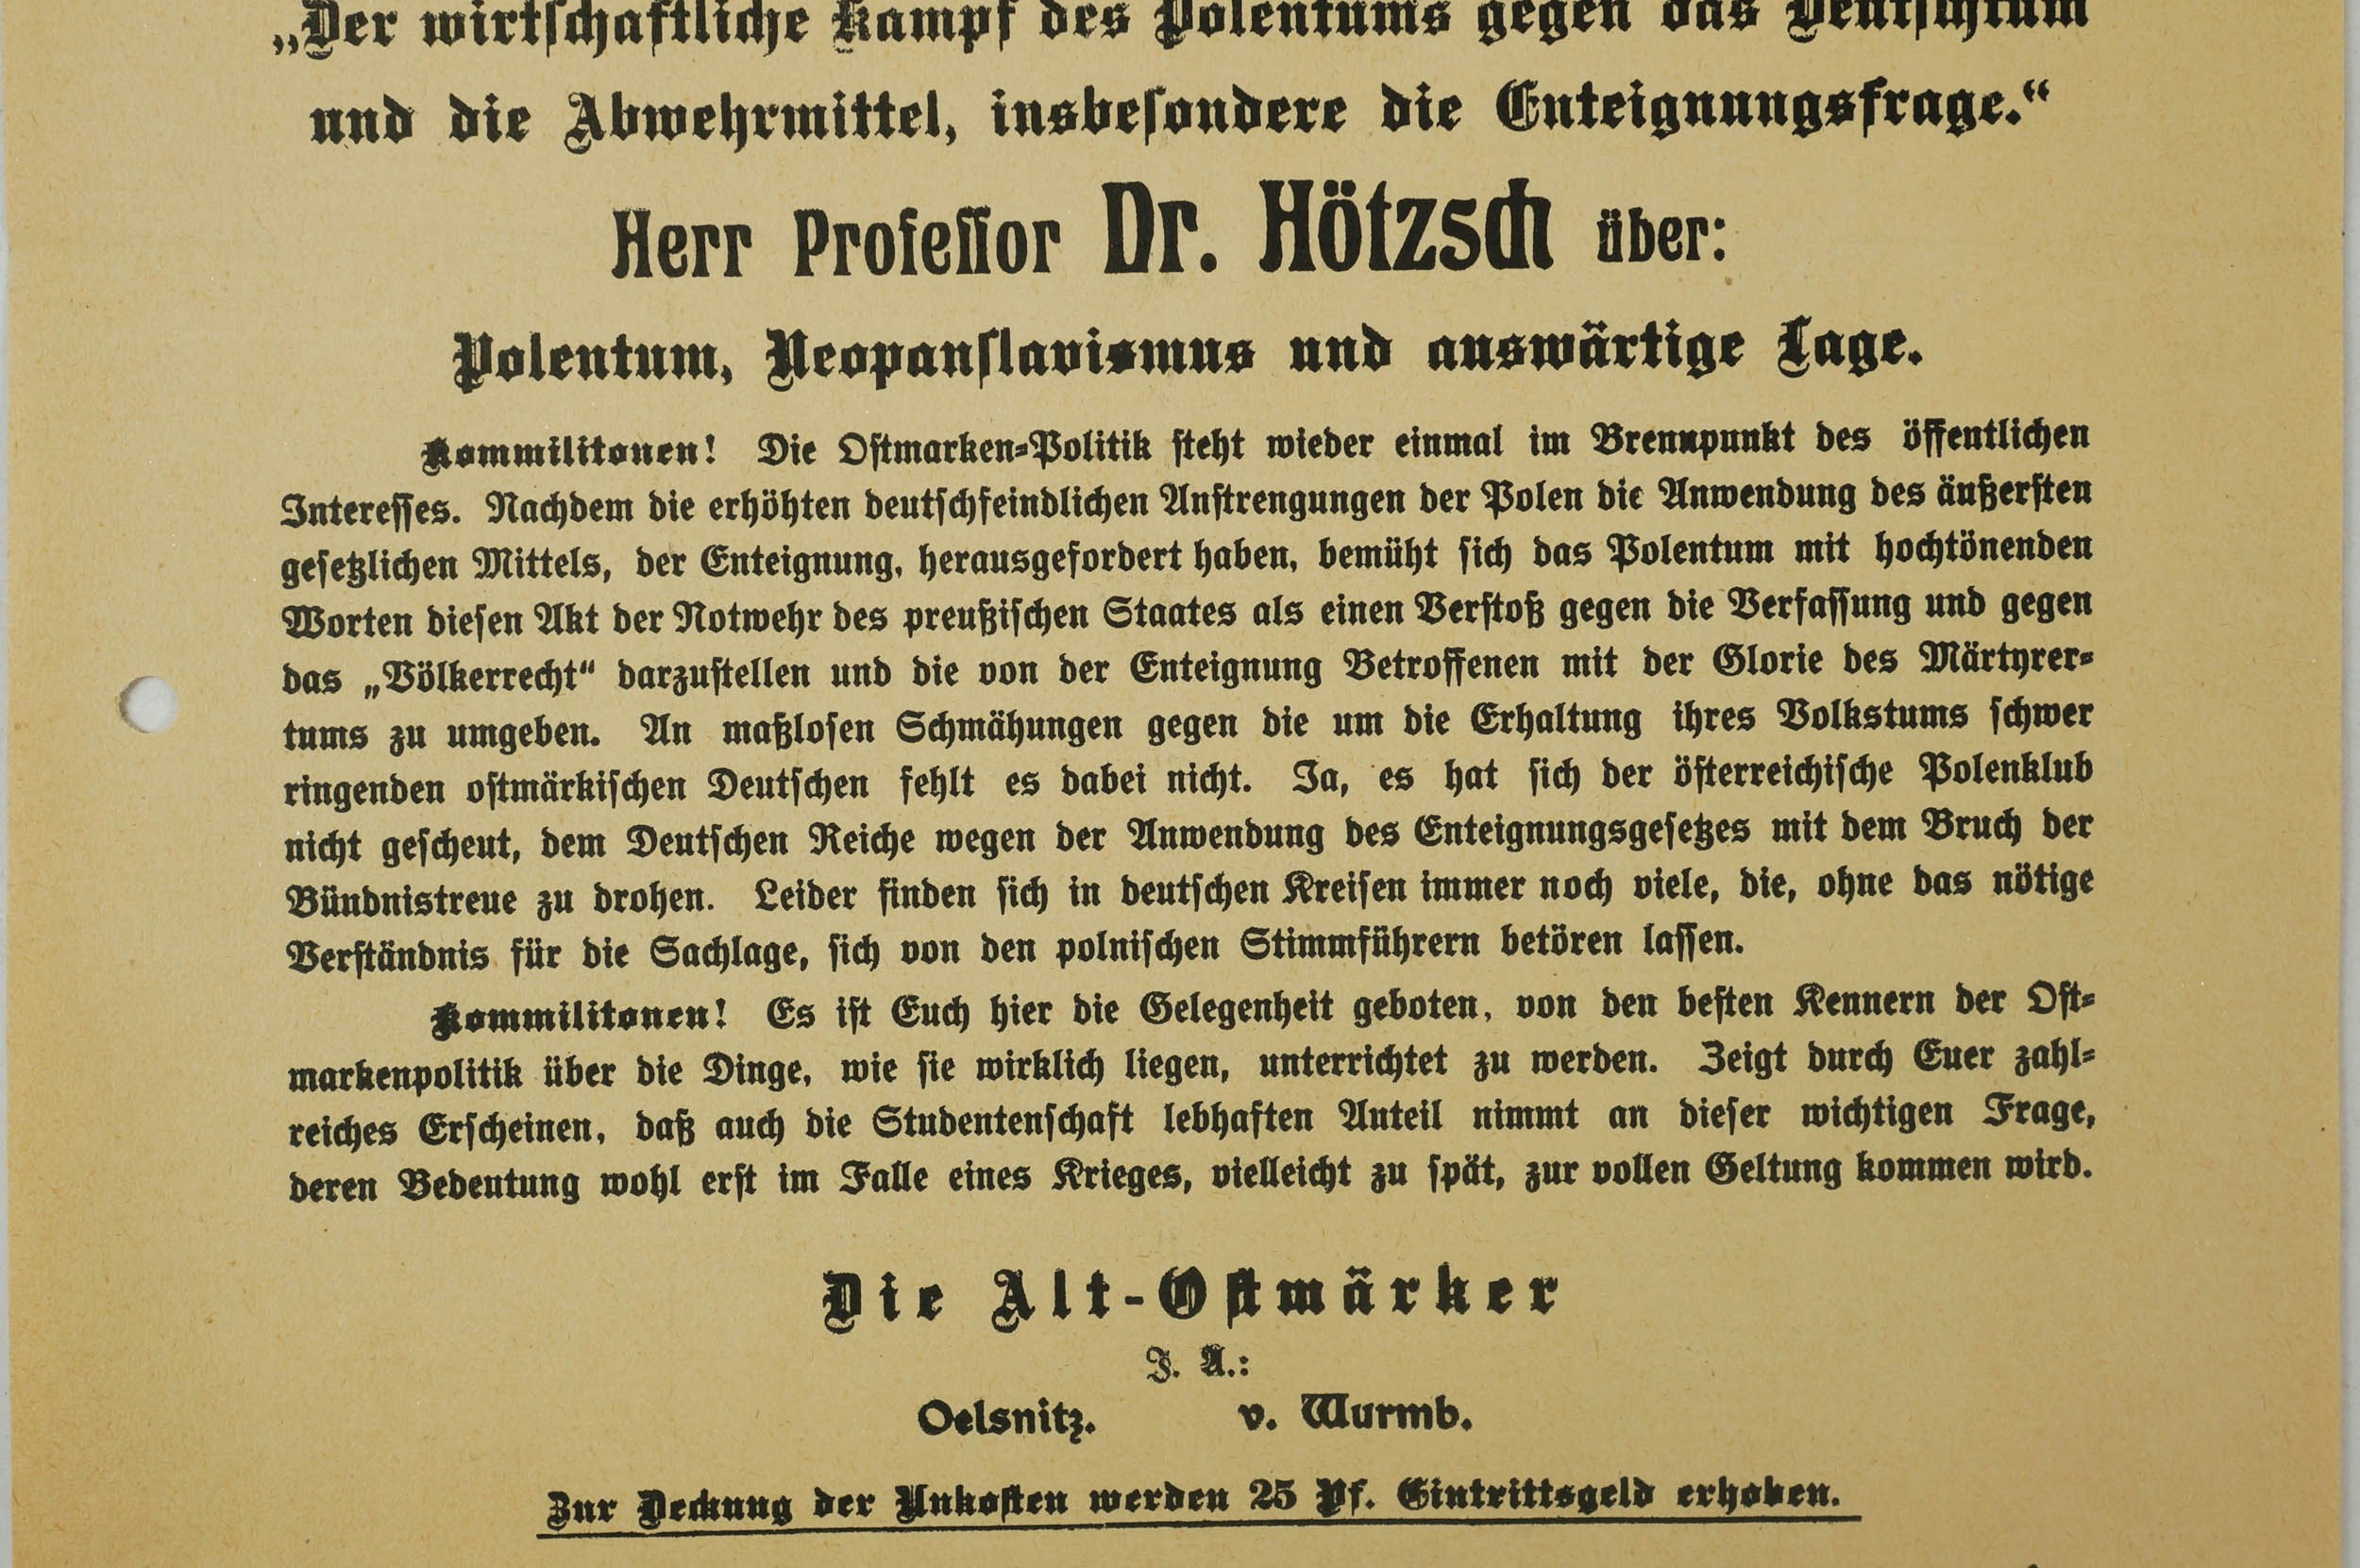 „Der wirtschaftliche Kampf des Polentums gegen das Deutschtum
und die Abwehrmittel, insbesondere die Enteignungsfrage.“
Herr Professor Dr. Hötzsch über:
Polentum, Neopanslavismus und auswärtige Lage.
Kommilitonen! Die Ostmarken-Politik steht wieder einmal im Brennpunkt des öffentlichen
Interesses. Nachdem die erhöhten deutschfeindlichen Anstrengungen der Polen die Anwendung des äußersten
gesetzlichen Mittels, der Enteignung, herausgefordert haben, bemüht sich das Polentum mit hochtönenden
Worten diesen Akt der Notwehr des preußischen Staates als einen Verstoß gegen die Verfassung und gegen
das „Völkerrecht“ darzustellen und die von der Enteignung Betroffenen mit der Glorie des Märtyrer-
tums zu umgeben. An maßlosen Schmähungen gegen die um die Erhaltung ihres Volkstums schwer
ringenden ostmärkischen Deutschen fehlt es dabei nicht. Ja, es hat sich der österreichische Polenklub
nicht gescheut, dem Deutschen Reiche wegen der Anwendung des Enteignungsgesetzes mit dem Bruch der
Bündnistreue zu drohen. Leider finden sich in deutschen Kreisen immer noch viele, die, ohne das nötige
Verständnis für die Sachlage, sich von den polnischen Stimmführern betören lassen.
Kommilitonen! Es ist Euch hier die Gelegenheit geboten, von den besten Kennern der Ost-
markenpolitik über die Dinge, wie sie wirklich liegen, unterrichtet zu werden. Zeigt durch Euer zahl-
reiches Erscheinen, daß auch die Studentenschaft lebhaften Anteil nimmt an dieser wichtigen Frage,
deren Bedeutung wohl erst im Falle eines Krieges, vielleicht zu spät, zur vollen Geltung kommen wird.
Die Alt-Ostmärker
J. A.:
Oelsnitz. v. Wurmb.
Zur Deckung der Unkosten werden 25 Pf. Eintrittsgeld erhoben.